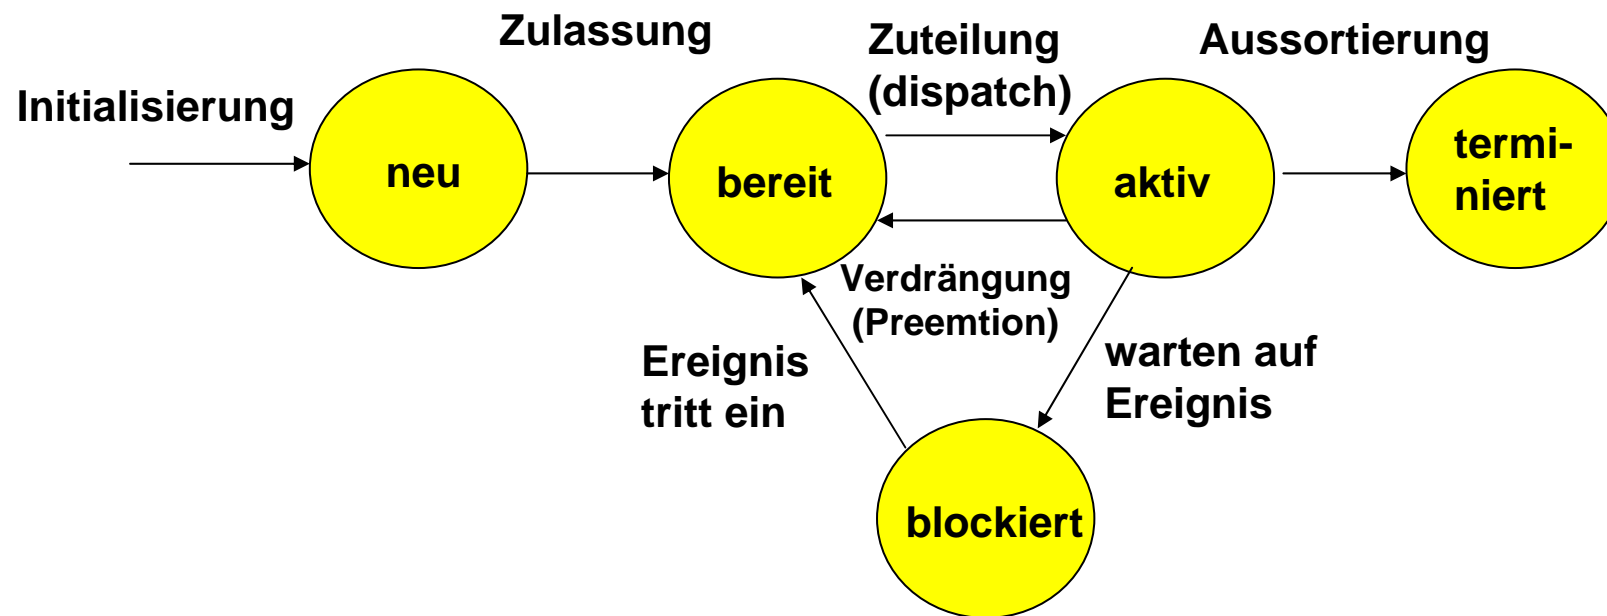 Zulassung
Zuteilung
(dispatch)
Aussortierung
Initialisierung
neu
bereit
aktiv
termi-
niert
Verdrängung
(Preemtion)
Ereignis
tritt ein
warten auf
Ereignis
blockiert